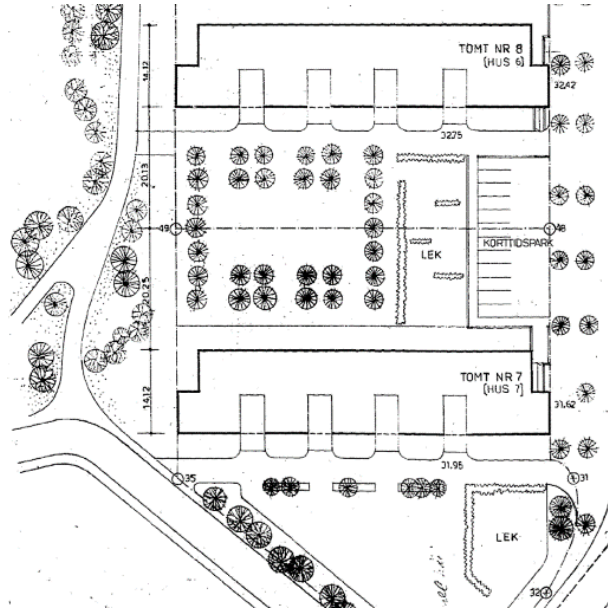 TOMT NR 8
[HUS 6]
14.12
32.42
32.75
20.13
49
48
KORTTIDSPARK
LEK
20.25
TOMT NR 7
[HUS 7]
14.12
31.62
31.95
35
31
LEK
32